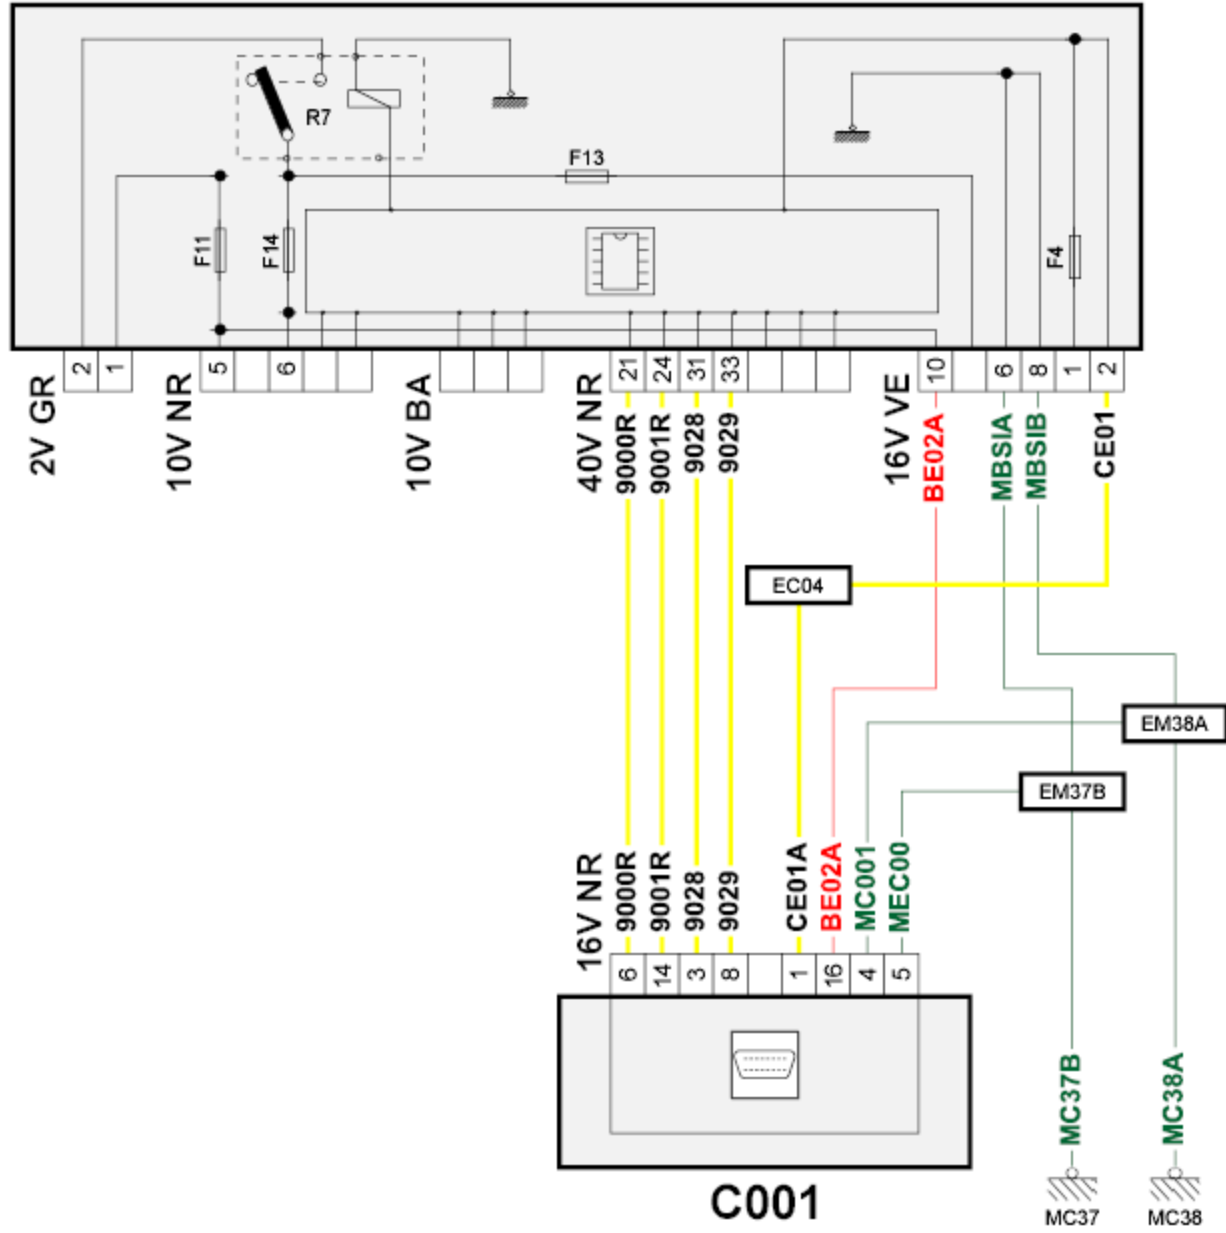 R7
F13
F11
F14
F4
2
1
5
6
21
24
31
33
10
6
8
1
2
2V GR
10V NR
10V BA
40V NR
16V VE
9000R
9001R
9028
9029
BE02A
MBSIA
MBSIB
CE01
EC04
EM38A
EM37B
16V NR
9000R
9001R
9028
9029
CE01A
BE02A
MC001
MEC00
6
14
3
8
1
16
4
5
MC37B
MC38A
C001
MC37
MC38